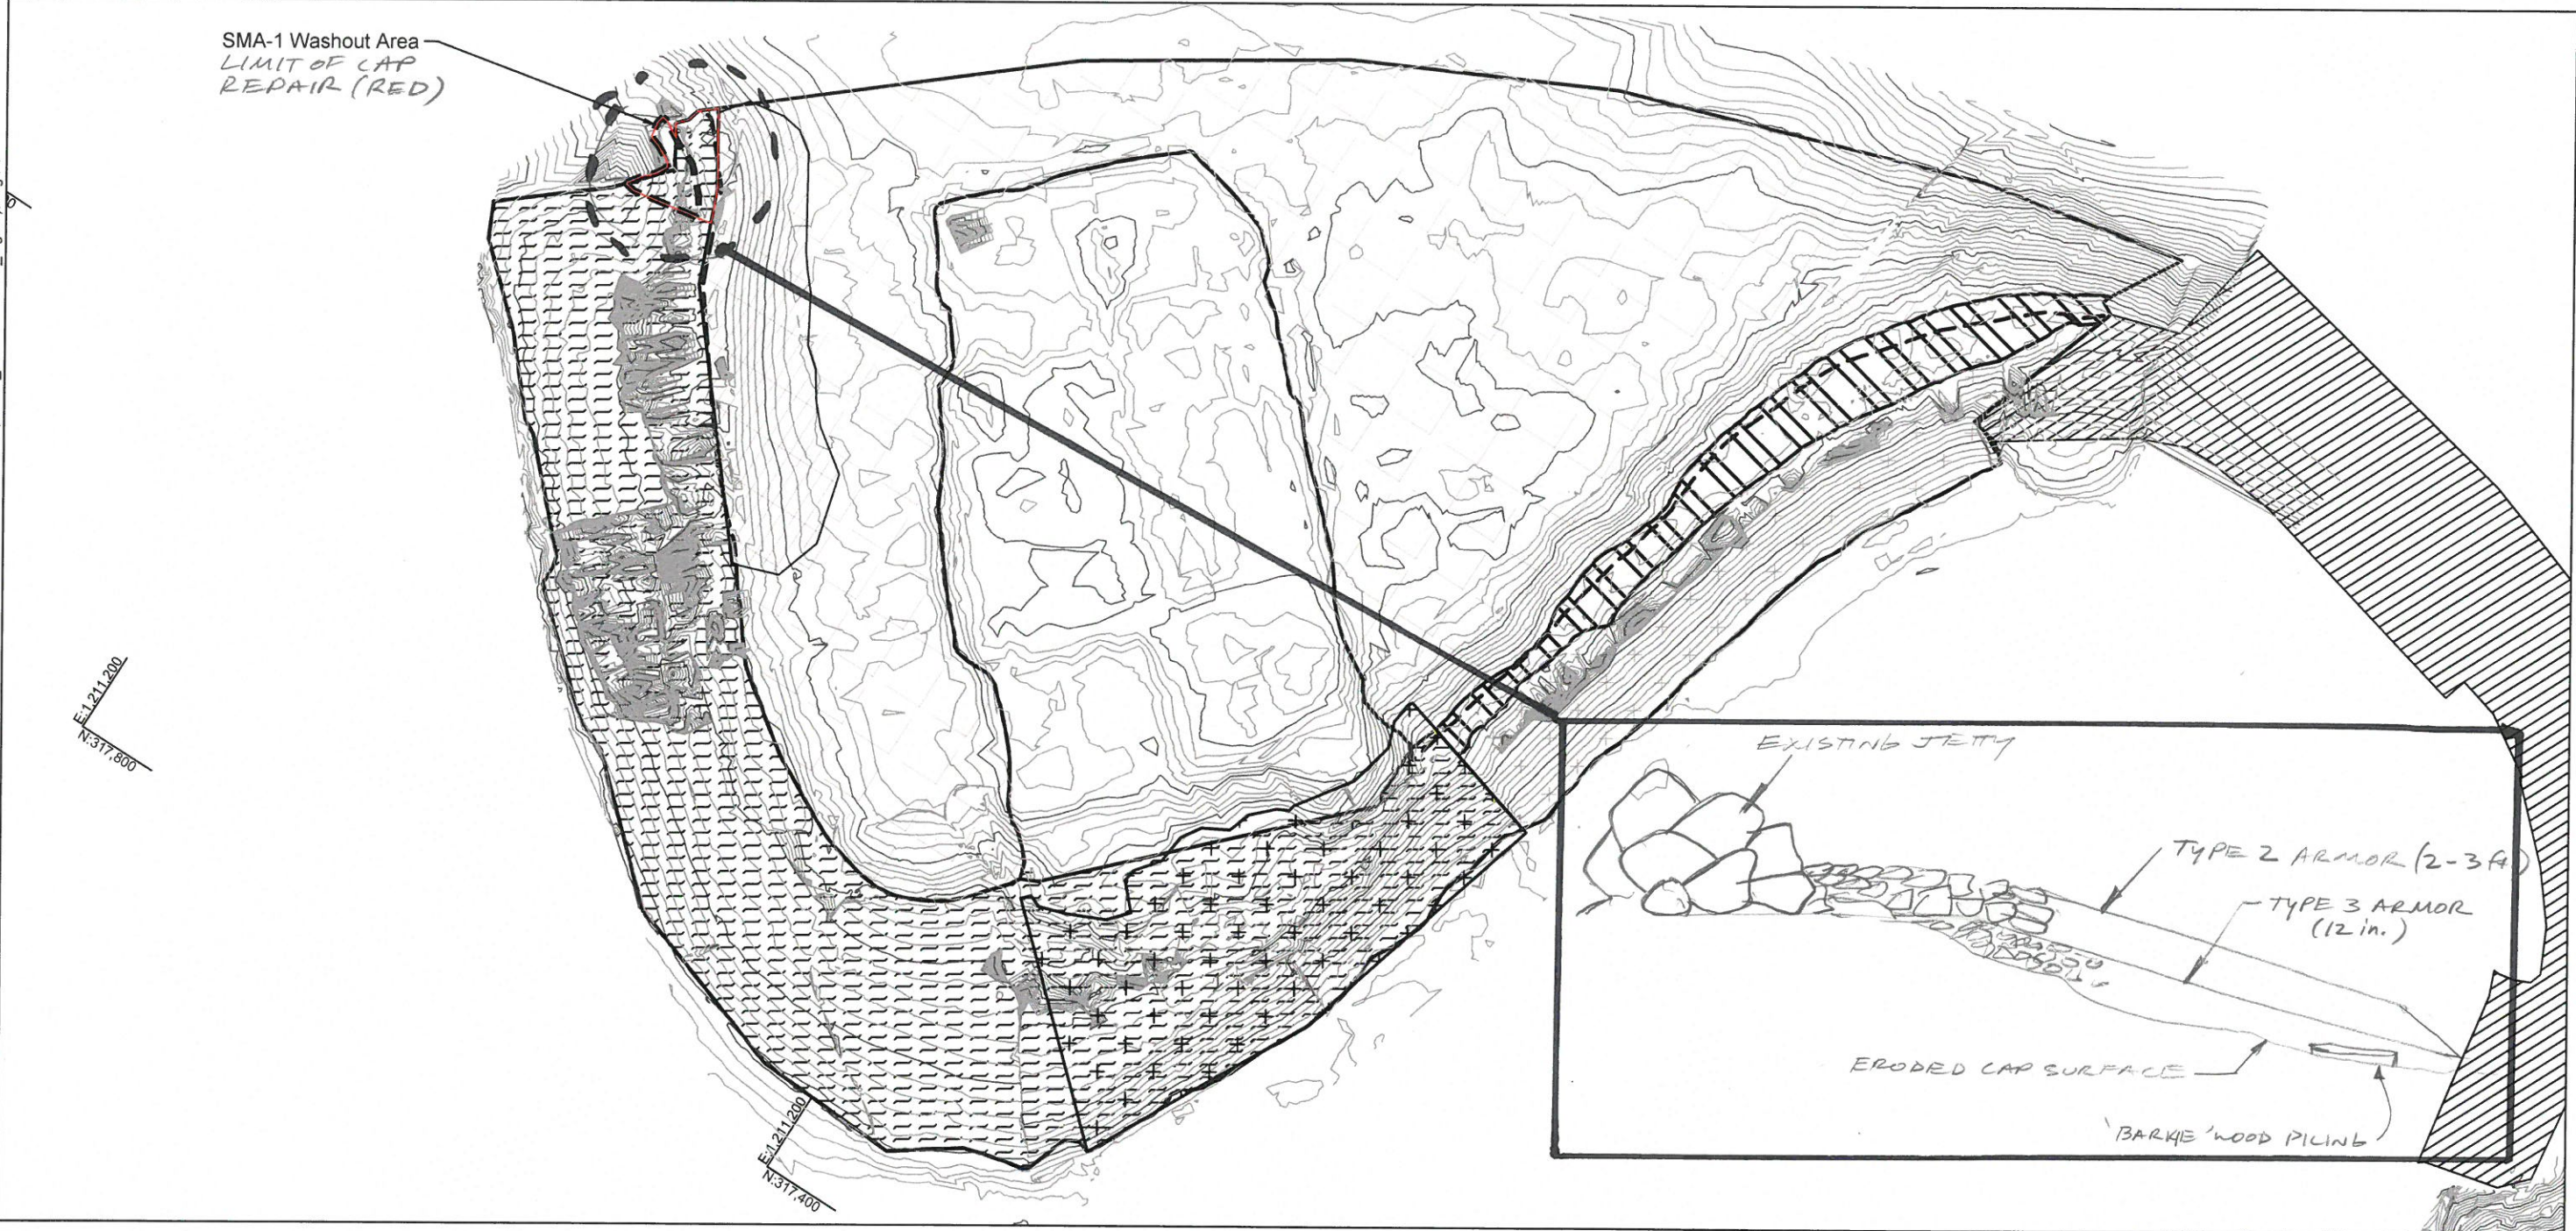 SMA-1 Washout Area
LIMIT OF CAP
REPAIR (RED)
E:1,211,200
N:317,800
EXISTING JETTY
TYPE 2 ARMOR (2-3 ft)
TYPE 3 ARMOR
(12 in.)
ERODED CAP SURFACE
WOOD PILING
E:1,211,200
N:317,400